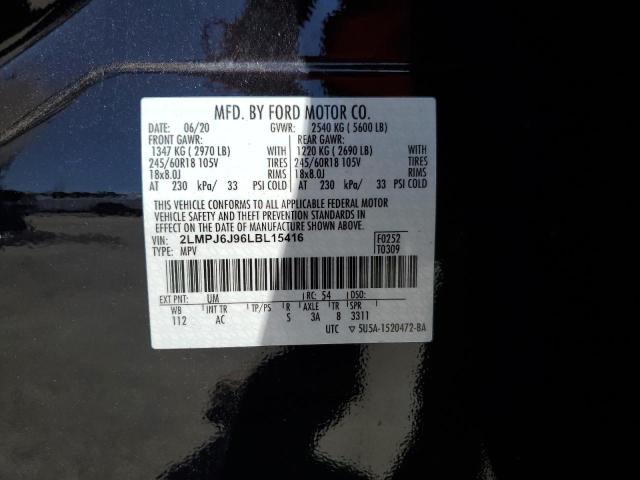 MFD. BY FORD MOTOR CO.
DATE: 06/20 GVWR: 2540 KG ( 5600 LB)
FRONT GAWR: REAR GAWR:
1347 KG ( 2970 LB) WITH 1220 KG ( 2690 LB) WITH
245/60R18 105V TIRES 245/60R18 105V TIRES
18x8.0J RIMS 18x8.0J RIMS
AT 230 kPa/ 33 PSI COLD AT 230 kPa/ 33 PSI COLD
THIS VEHICLE CONFORMS TO ALL APPLICABLE FEDERAL MOTOR
VEHICLE SAFETY AND THEFT PREVENTION STANDARDS IN
EFFECT ON THE DATE OF MANUFACTURE SHOWN ABOVE.
VIN: 2LMPJ6J96LBL15416 F0252
TYPE: MPV T0309
EXT PNT: UM RC: 54 DSO:
WB INT TR TP/PS R AXLE TR SPR
112 AC S 3A 8 3311
UTC ▽ 5U5A-1520472-BA